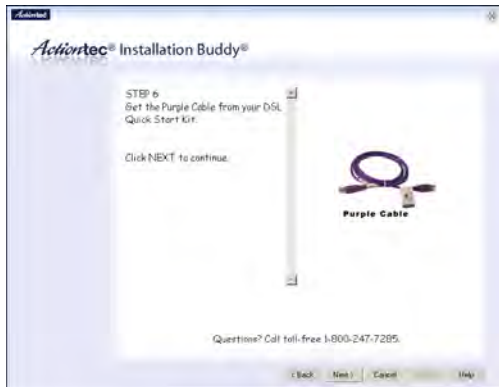 Actiontec
Actiontec® Installation Buddy®
STEP 6
Get the Purple Cable from your DSL
Quick Start Kit.
Click NEXT to continue.
Purple Cable
Questions? Call toll-free 1-800-247-7285.
< Back Next > Cancel Help